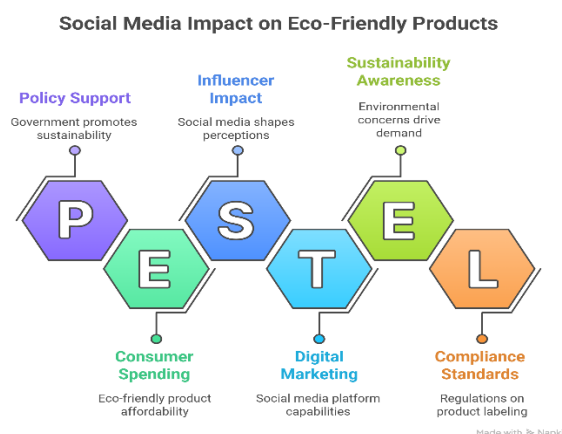 Social Media Impact on Eco-Friendly Products
Policy Support
Government promotes
sustainability
Influencer
Impact
Social media shapes
perceptions
Sustainability
Awareness
Environmental
concerns drive
demand
P
E
S
T
E
L
Consumer
Spending
Eco-friendly product
affordability
Digital
Marketing
Social media platform
capabilities
Compliance
Standards
Regulations on
product labeling
Made with